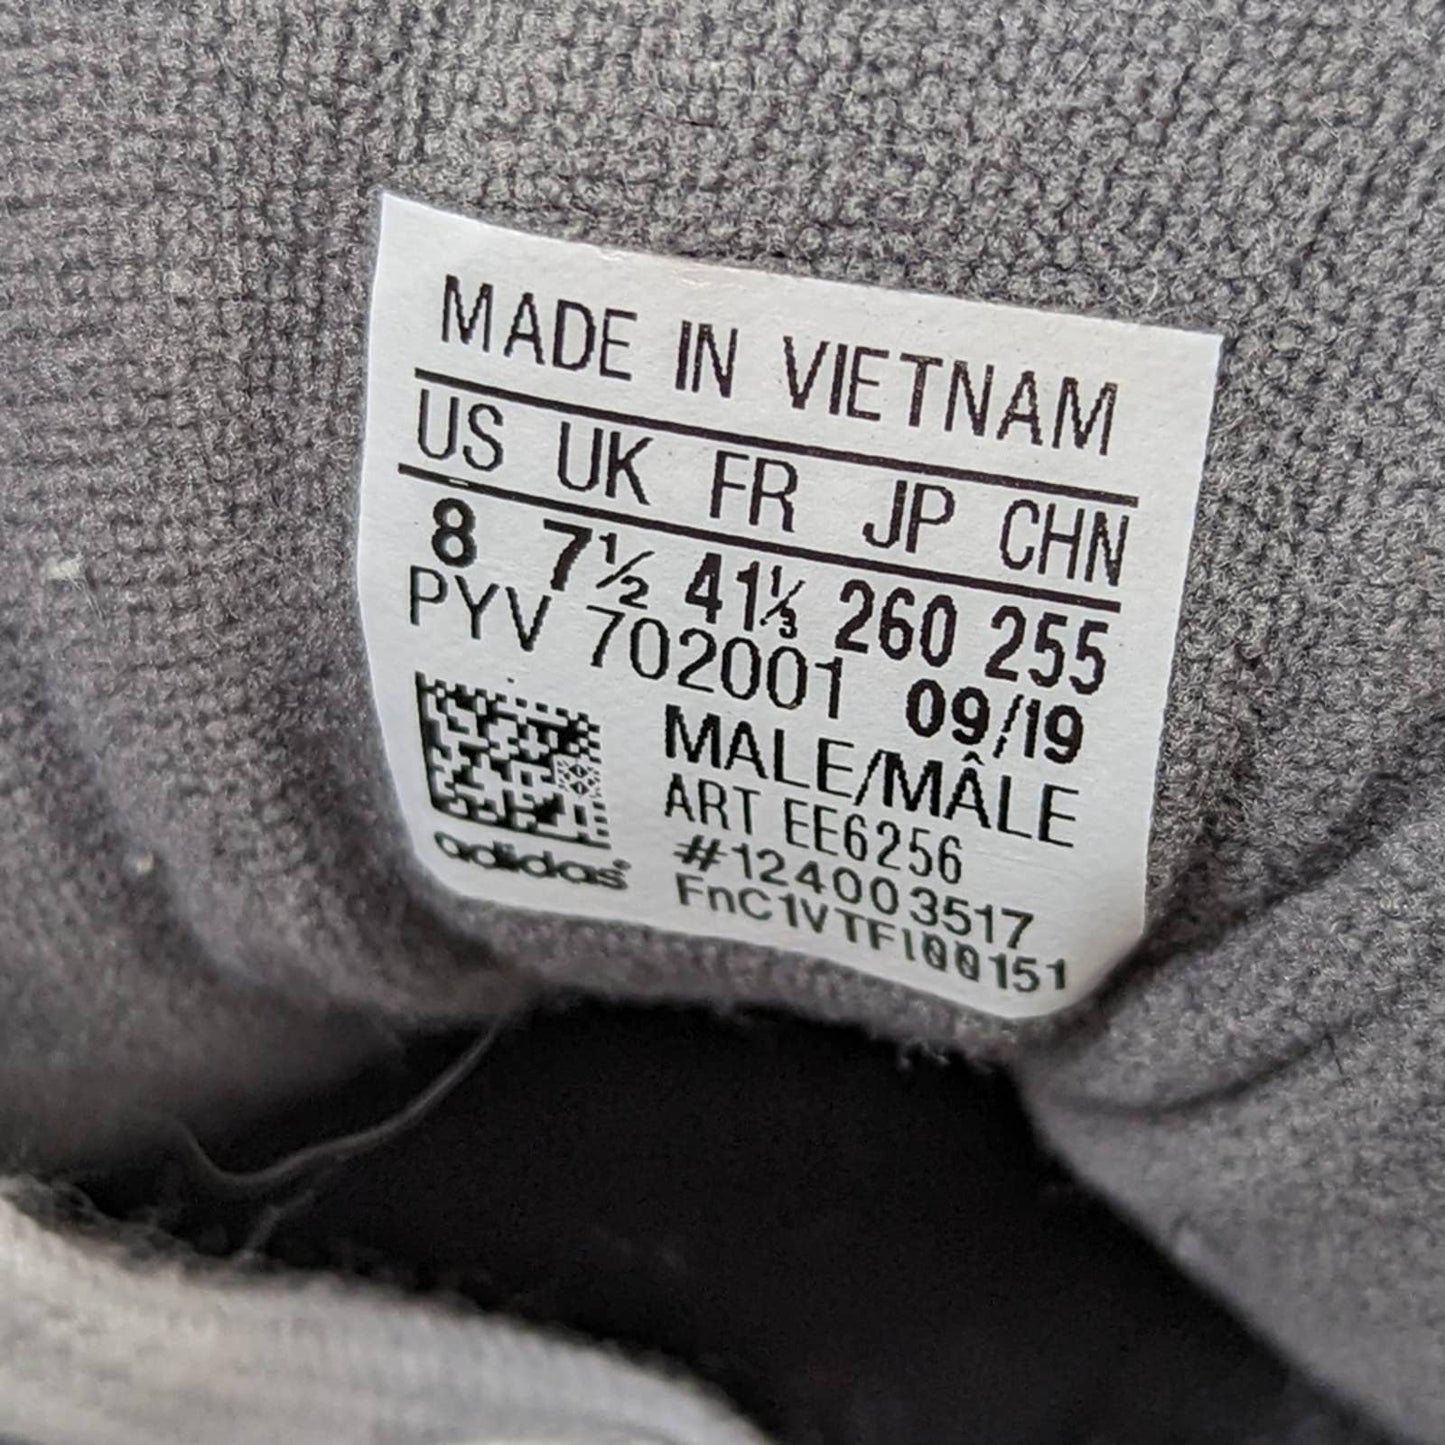 MADE IN VIETNAM
US UK FR JP CHN
8 7½ 41⅓ 260 255
PYV 702001 09/19
MALE/MÂLE
ART EE6256
#124003517
FnC1VTFI00151
adidas®